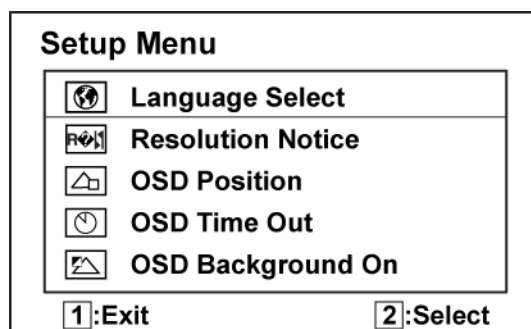 Setup Menu
Language Select
Resolution Notice
OSD Position
OSD Time Out
OSD Background On
1:Exit 2:Select